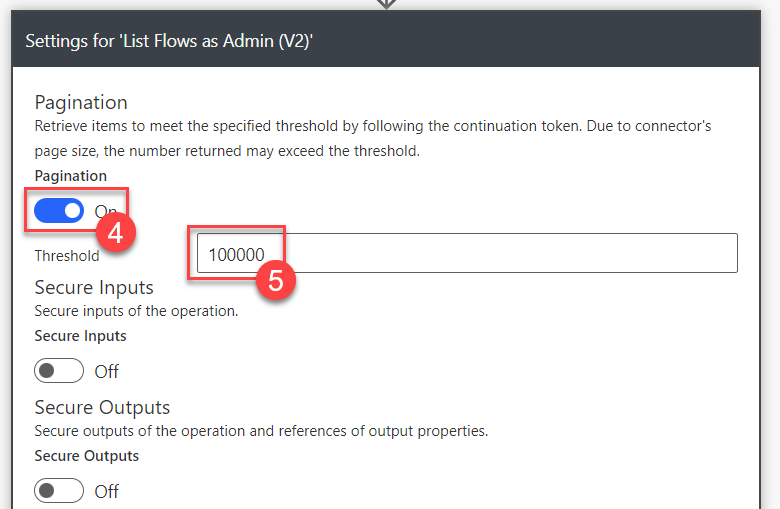 Settings for 'List Flows as Admin (V2)'
Pagination
Retrieve items to meet the specified threshold by following the continuation token. Due to connector's
page size, the number returned may exceed the threshold.
Pagination
On
4
Threshold
100000
5
Secure Inputs
Secure inputs of the operation.
Secure Inputs
Off
Secure Outputs
Secure outputs of the operation and references of output properties.
Secure Outputs
Off